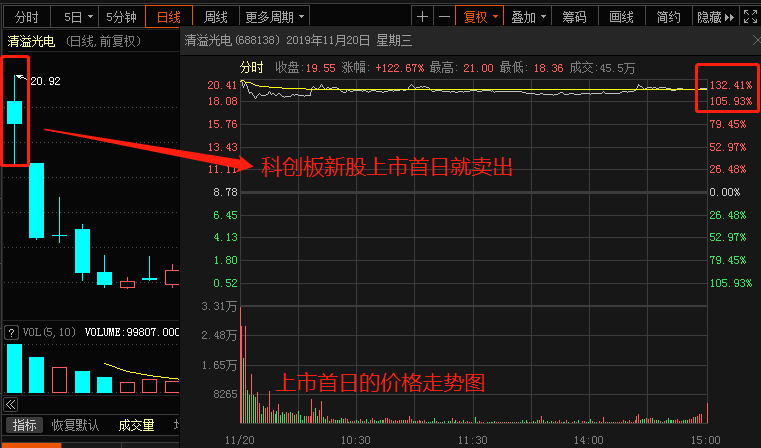 分时 5日 5分钟 日线 周线 更多周期 复权 叠加 筹码 画线 简约 隐藏
清溢光电 (日线, 前复权)
清溢光电 (688138) 2019年11月20日 星期三
分时 收盘:19.55 涨幅: +122.67% 最高: 21.00 最低: 18.36 成交:45.5万
20.92
20.41 132.41%
18.08 105.93%
15.76 79.45%
13.43 52.97%
11.11 26.48%
科创板新股上市首日就卖出
8.78 0.00%
6.45 26.48%
4.13 52.97%
1.80 79.45%
0.52 105.93%
3.31万
? VOL(5,10) VOLUME:99807.000
2.48万
1.65万
上市首日的价格走势图
8265
指标 恢复默认 成交量
11/20 10:30 11:30 14:00 15:00